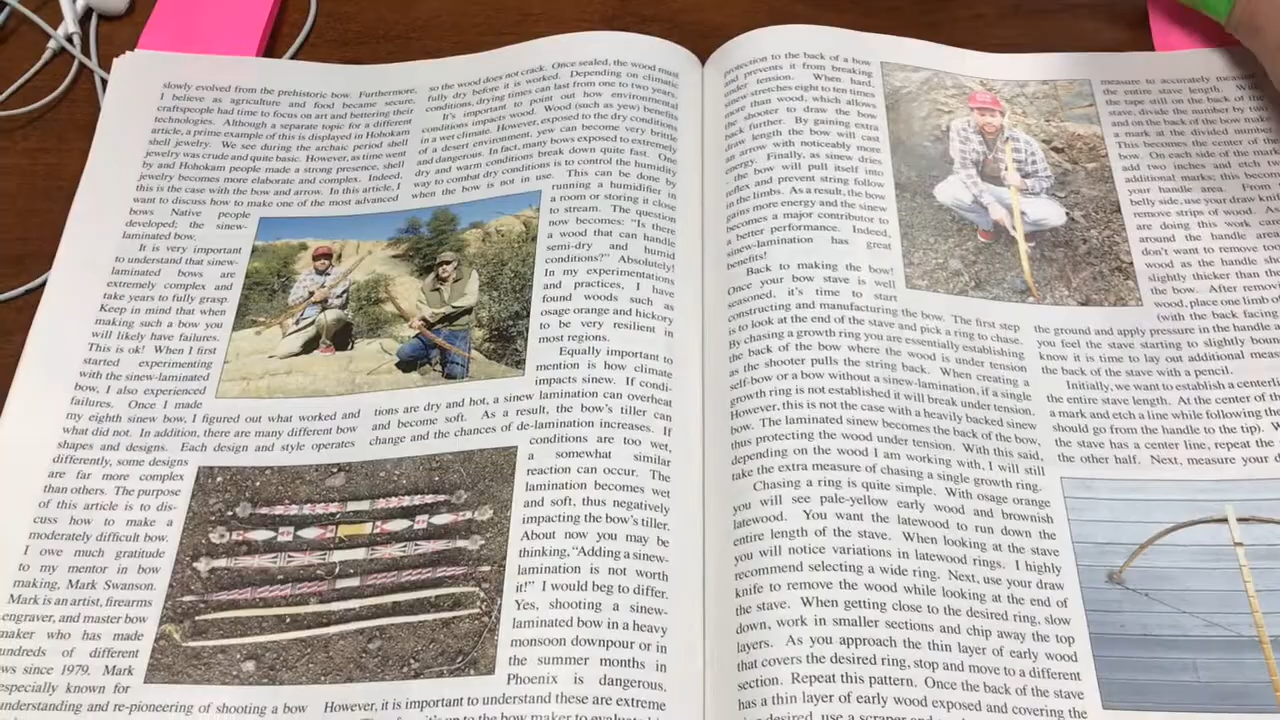 slowly evolved from the prehistoric bow. Furthermore,
I believe as agriculture and food became secure,
craftspeople had time to focus on art and bettering their
technologies. Although a separate topic for a different
article, a prime example of this is displayed in Hohokam
shell jewelry. We see during the archaic period shell
jewelry was crude and quite basic. However, as time went
by and Hohokam people made a strong presence, shell
jewelry becomes more elaborate and complex. Indeed,
this is the case with the bow and arrow. In this article, I
want to discuss how to make one of the most advanced
bows Native people
developed; the sinew-
laminated bow.
It is very important
to understand that sinew-
laminated bows are
extremely complex and
take years to fully grasp.
Keep in mind that when
making such a bow you
will likely have failures.
This is ok! When I first
started experimenting
with the sinew-laminated
bow, I also experienced
failures. Once I made
my eighth sinew bow, I figured out what worked and
what did not. In addition, there are many different bow
shapes and designs. Each design and style operates
differently, some designs
are far more complex
than others. The purpose
of this article is to dis-
cuss how to make a
moderately difficult bow.
I owe much gratitude
to my mentor in bow
making, Mark Swanson.
Mark is an artist, firearms
engraver, and master bow
maker who has made
hundreds of different
since 1979. Mark
especially known for
understanding and re-pioneering of shooting a bow
so the wood does not crack. Once sealed, the wood must
fully dry before it is worked. Depending on climatic
conditions, drying times can last from one to two years.
It's important to point out how environmental
conditions impacts wood. Wood (such as yew) benefits
in a climate. However, exposed to the dry conditions
of a desert environment, yew can become very brittle
and dangerous. In fact, many bows exposed to extremely
dry and warm conditions break down quite fast. One
way to combat dry conditions is to control the humidity
when the bow is not in use. This can be done by
running a humidifier in
a room or storing it close
to stream. The question
now becomes: "Is there
a wood that can handle
semi-dry and humid
conditions?" Absolutely!
In my experimentations
and practices, I have
found woods such as
osage orange and hickory
to be very resilient in
most regions.
Equally important to
mention is how climate
impacts sinew. If condi-
tions are dry and hot, a sinew lamination can overheat
and become soft. As a result, the bow's tiller can
change and the chances of de-lamination increases. If
conditions are too wet,
a somewhat similar
reaction can occur. The
lamination becomes wet
and soft, thus negatively
impacting the bow's tiller.
About now you may be
thinking, "Adding a sinew-
lamination is not worth
it!" I would beg to differ.
Yes, shooting a sinew-
laminated bow in a heavy
monsoon downpour or in
the summer months in
Phoenix is dangerous.
However, it is important to understand these are extreme
up to the bow maker to
protection to the back of a bow
and prevents it from breaking
under tension. When hard,
sinew stretches eight to ten times
more than wood, which allows
the shooter to draw the bow
back further. By gaining extra
draw length the bow will cast
an arrow with noticeably more
energy. Finally, as sinew dries
the bow will pull itself into
reflex and prevent string follow
in the limbs. As a result, the bow
gains more energy and the sinew
becomes a major contributor to
a better performance. Indeed,
sinew-lamination has great
benefits!
Back to making the bow!
Once your bow stave is well
seasoned, it's time to start
constructing and manufacturing the bow. The first step
is to look at the end of the stave and pick a ring to chase.
By chasing a growth ring you are essentially establishing
the back of the bow where the wood is under tension
as the shooter pulls the string back. When creating a
self-bow or a bow without a sinew-lamination, if a single
growth ring is not established it will break under tension.
However, this is not the case with a heavily backed sinew
bow. The laminated sinew becomes the back of the bow,
thus protecting the wood under tension. With this said,
depending on the wood I am working with, I will still
take the extra measure of chasing a single growth ring.
Chasing a ring is quite simple. With osage orange
you will see pale-yellow early wood and brownish
latewood. You want the latewood to run down the
entire length of the stave. When looking at the stave
you will notice variations in latewood rings. I highly
recommend selecting a wide ring. Next, use your draw
knife to remove the wood while looking at the end of
the stave. When getting close to the desired ring, slow
down, work in smaller sections and chip away the top
layers. As you approach the thin layer of early wood
that covers the desired ring, stop and move to a different
section. Repeat this pattern. Once the back of the stave
has a thin layer of early wood exposed and covering the
desired, use a scraper
measure to accurately measure
the entire stave length. With
the tape still on the back of the
stave, divide the number by two
and on the back of the bow make
a mark at the divided number
This becomes the center of the
bow. On each side of the mark
add two inches and etch two
additional marks; this becomes
your handle area. From
belly side, use your draw knife
remove strips of wood. As
are doing this work
around the handle
don't want to remove too
wood as the handle
slightly thicker than the
the bow. After
wood, place one limb of
(with the back facing
the ground and apply pressure in the handle
you feel the stave starting to slightly
know it is time to lay out additional
the back of the stave with a pencil.
Initially, we want to establish a
the entire stave length. At the center of the
a mark and etch a line while following the
should go from the handle to the tip).
the stave has a center line, repeat the
the other half. Next, measure your